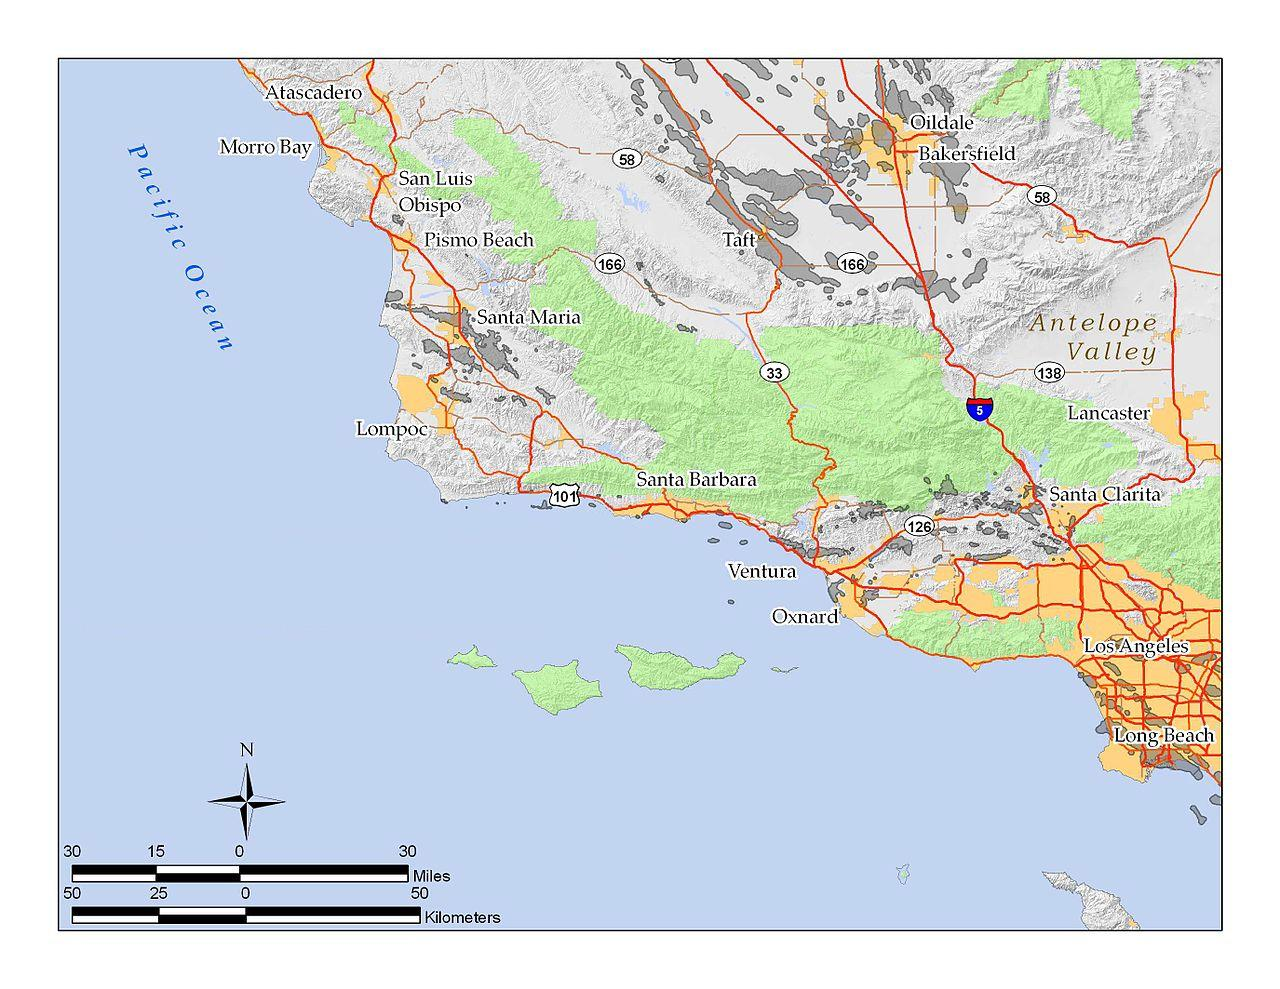 Atascadero
Morro Bay
San Luis
Obispo
Pismo Beach
Pacific Ocean
58
Oildale
Bakersfield
58
Taft
166
166
Santa Maria
Antelope
Valley
33
138
5
Lancaster
Lompoc
Santa Barbara
101
Santa Clarita
126
Ventura
Oxnard
Los Angeles
Long Beach
N
30 15 0 30
Miles
50 25 0 50
Kilometers